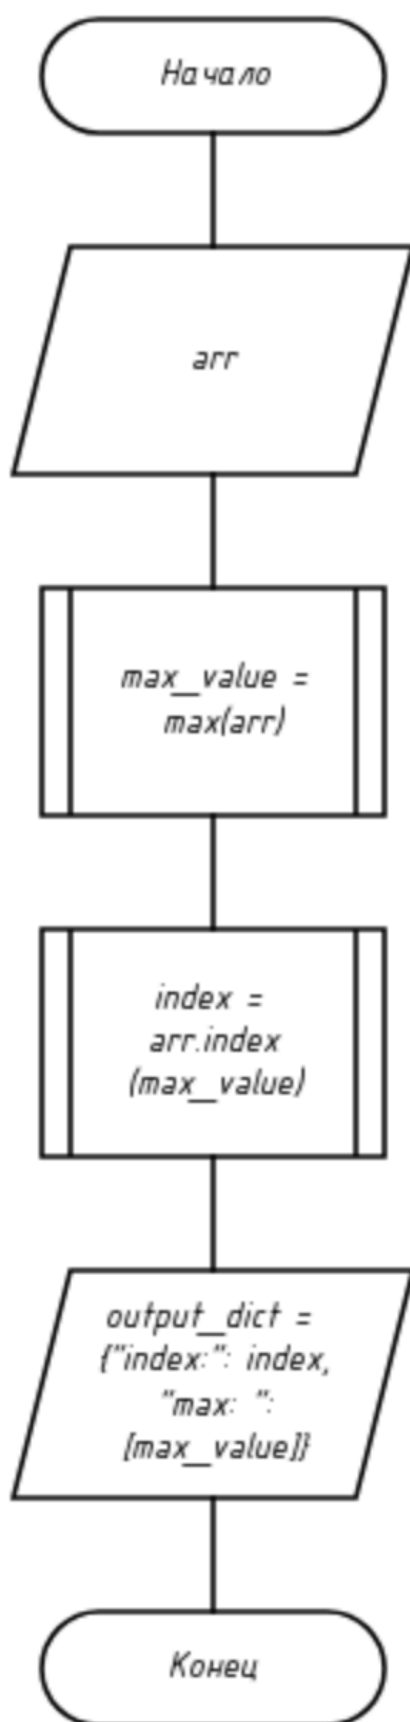 Начало
arr
max_value =
max(arr)
index =
arr.index
(max_value)
output_dict =
{"index:": index,
"max: ":
[max_value]}
Конец